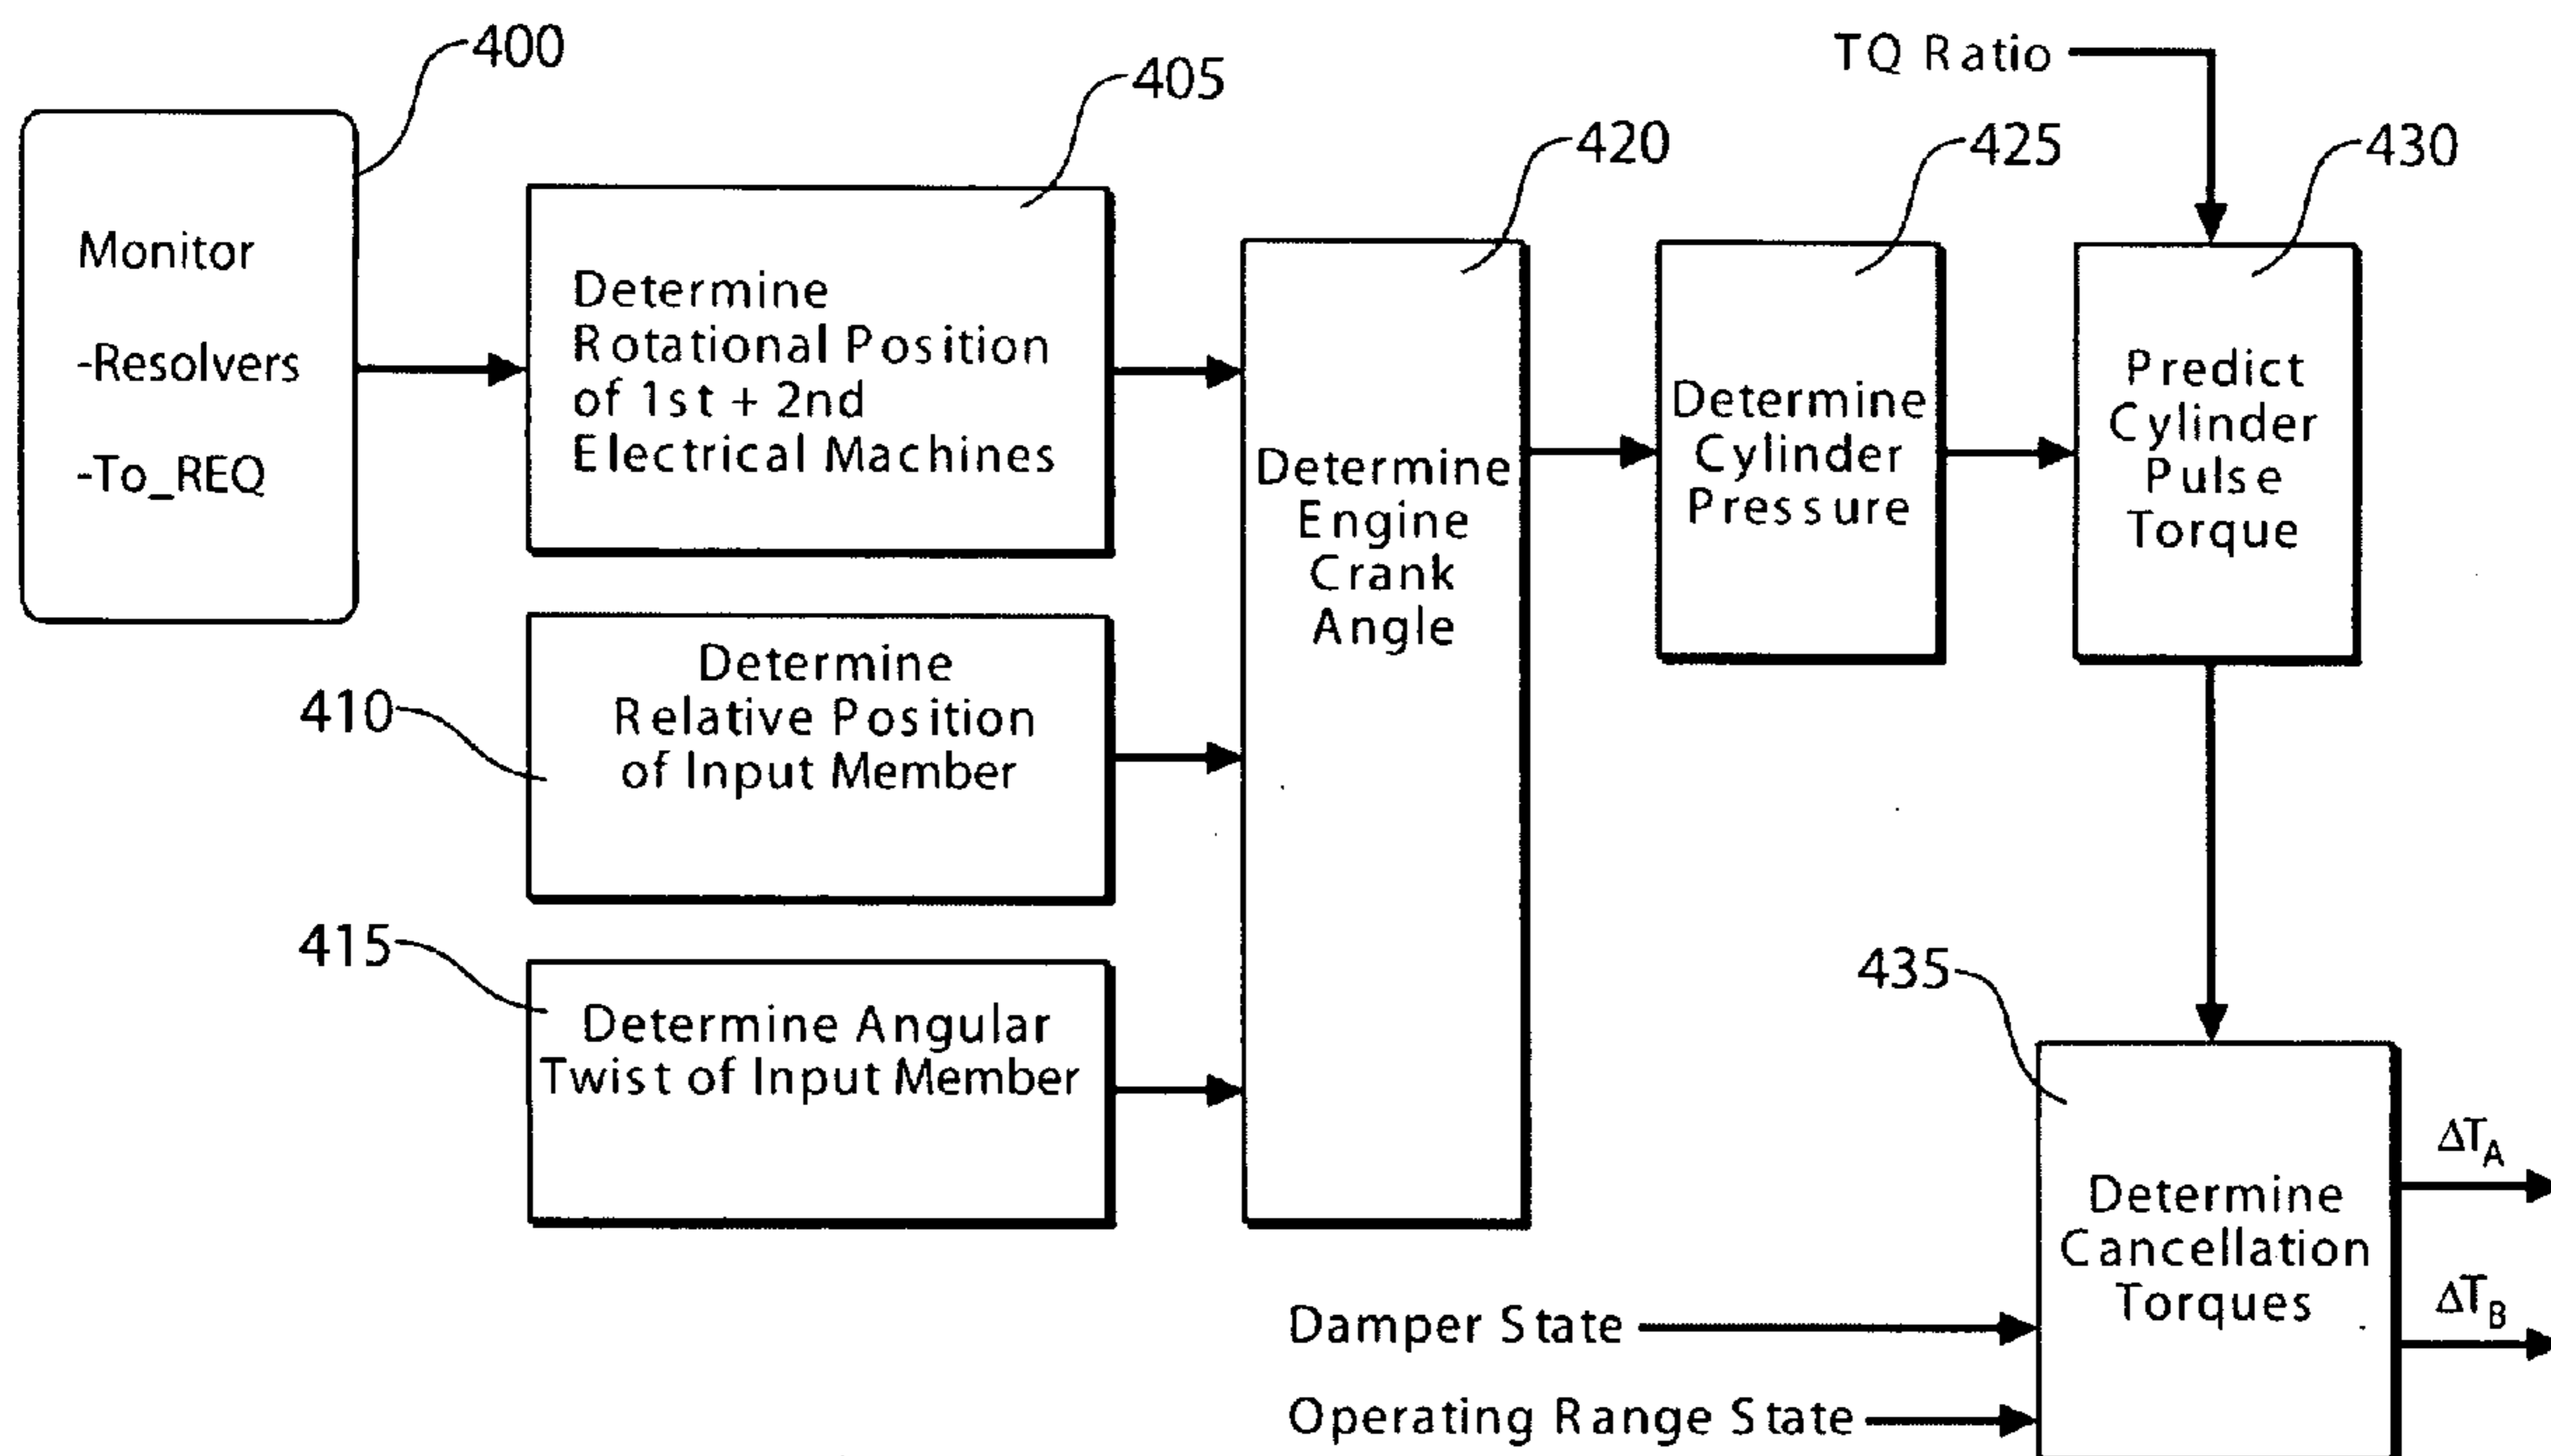 400
Monitor
-Resolvers
-To_REQ
405
Determine
Rotational Position
of 1st + 2nd
Electrical Machines
410
Determine
Relative Position
of Input Member
415
Determine Angular
Twist of Input Member
420
Determine
Engine
Crank
Angle
425
Determine
Cylinder
Pressure
TQ Ratio
430
Predict
Cylinder
Pulse
Torque
435
Determine
Cancellation
Torques
Damper State
Operating Range State
ΔTA
ΔTB